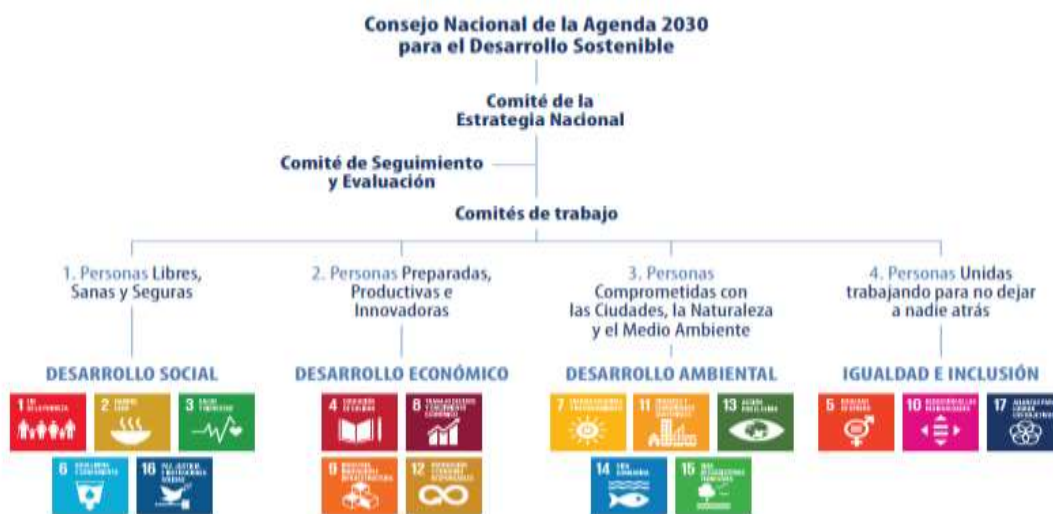 Consejo Nacional de la Agenda 2030
para el Desarrollo Sostenible
Comité de la
Estrategia Nacional
Comité de Seguimiento
y Evaluación
Comités de trabajo
1. Personas Libres,
Sanas y Seguras
2. Personas Preparadas,
Productivas e
Innovadoras
3. Personas
Comprometidas con
las Ciudades, la Naturaleza
y el Medio Ambiente
4. Personas Unidas
trabajando para no dejar
a nadie atrás
DESARROLLO SOCIAL
DESARROLLO ECONÓMICO
DESARROLLO AMBIENTAL
IGUALDAD E INCLUSIÓN
1
2
3
4
8
7
11
13
5
10
17
6
16
9
12
14
15